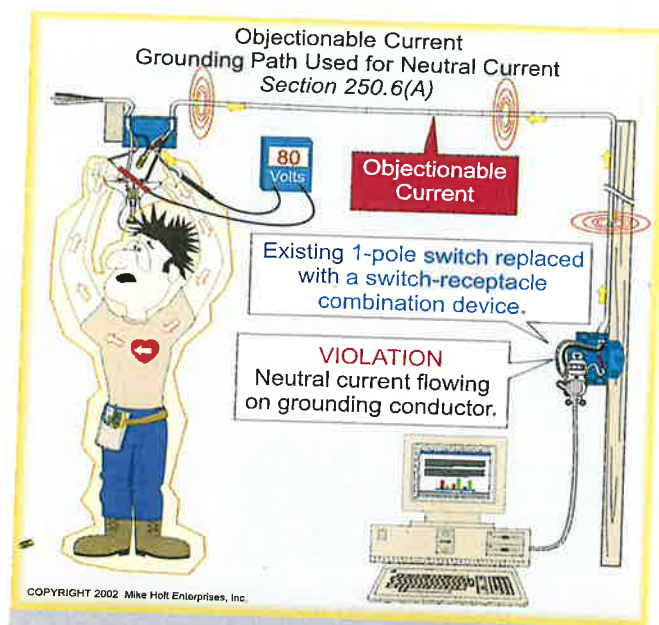 Objectionable Current
Grounding Path Used for Neutral Current
Section 250.6(A)
80
Volts
Objectionable
Current
Existing 1-pole switch replaced
with a switch-receptacle
combination device.
VIOLATION
Neutral current flowing
on grounding conductor.
COPYRIGHT 2002 Mike Holt Enterprises, Inc.